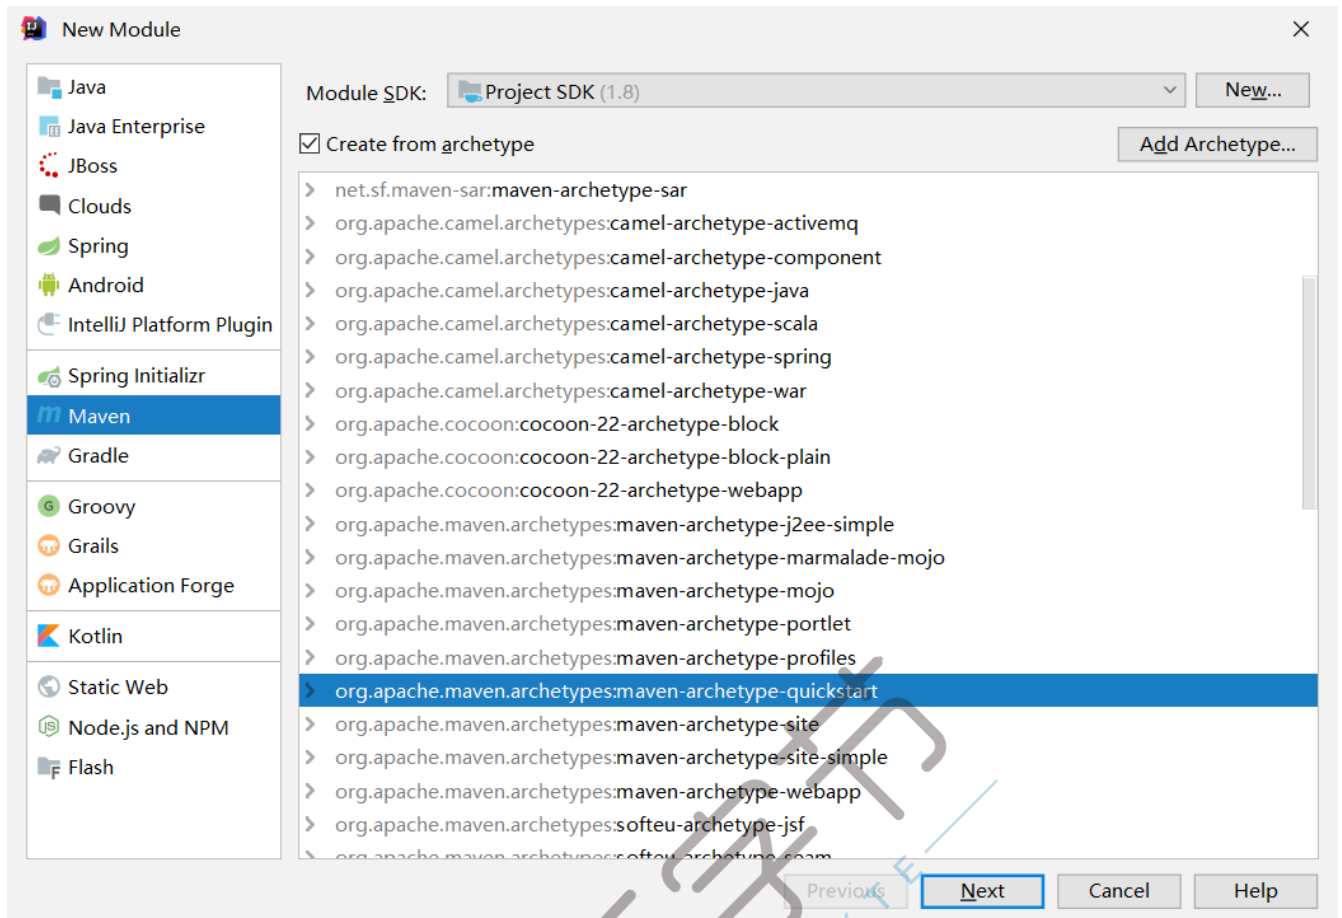 New Module
Java
Java Enterprise
JBoss
Clouds
Spring
Android
IntelliJ Platform Plugin
Spring Initializr
Maven
Gradle
Groovy
Grails
Application Forge
Kotlin
Static Web
Node.js and NPM
Flash
Module SDK: Project SDK (1.8) New...
Create from archetype Add Archetype...
net.sf.maven-sar:maven-archetype-sar
org.apache.camel.archetypes:camel-archetype-activemq
org.apache.camel.archetypes:camel-archetype-component
org.apache.camel.archetypes:camel-archetype-java
org.apache.camel.archetypes:camel-archetype-scala
org.apache.camel.archetypes:camel-archetype-spring
org.apache.camel.archetypes:camel-archetype-war
org.apache.cocoon:cocoon-22-archetype-block
org.apache.cocoon:cocoon-22-archetype-block-plain
org.apache.cocoon:cocoon-22-archetype-webapp
org.apache.maven.archetypes:maven-archetype-j2ee-simple
org.apache.maven.archetypes:maven-archetype-marmalade-mojo
org.apache.maven.archetypes:maven-archetype-mojo
org.apache.maven.archetypes:maven-archetype-portlet
org.apache.maven.archetypes:maven-archetype-profiles
org.apache.maven.archetypes:maven-archetype-quickstart
org.apache.maven.archetypes:maven-archetype-site
org.apache.maven.archetypes:maven-archetype-site-simple
org.apache.maven.archetypes:maven-archetype-webapp
org.apache.maven.archetypes:softeu-archetype-jsf
org.apache.maven.archetypes:softeu-archetype-seam
Previous Next Cancel Help